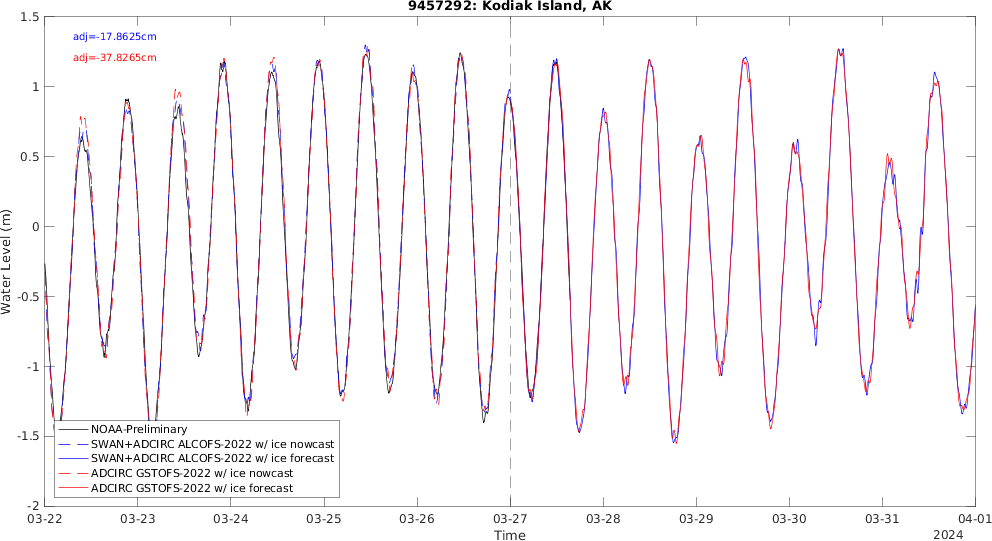 9457292: Kodiak Island, AK
adj=-17.8625cm
adj=-37.8265cm
1.5
1
0.5
0
-0.5
-1
-1.5
-2
Water Level (m)
NOAA-Preliminary
SWAN+ADCIRC ALCOFS-2022 w/ ice nowcast
SWAN+ADCIRC ALCOFS-2022 w/ ice forecast
ADCIRC GSTOFS-2022 w/ ice nowcast
ADCIRC GSTOFS-2022 w/ ice forecast
03-22 03-23 03-24 03-25 03-26 03-27 03-28 03-29 03-30 03-31 04-01
Time
2024